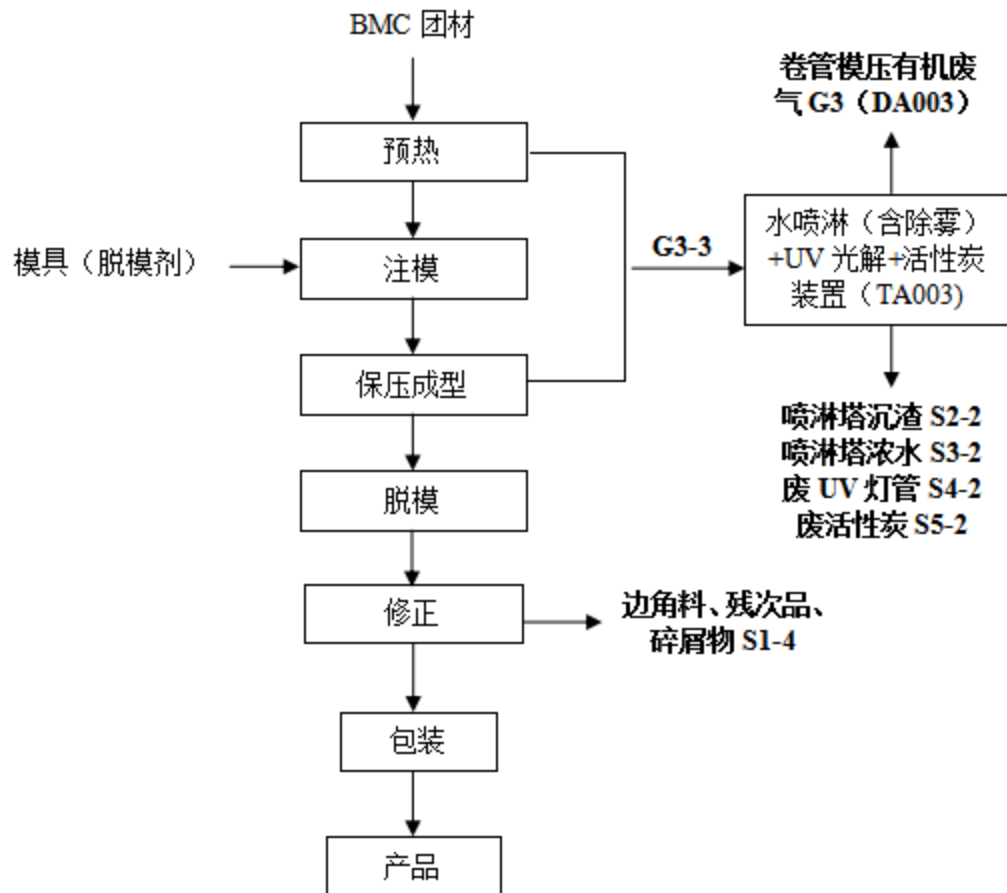 BMC 团材
预热
模具（脱模剂）
注模
保压成型
脱模
修正
包装
产品
G3-3
卷管模压有机废
气 G3（DA003）
水喷淋（含除雾）
+UV 光解+活性炭
装置（TA003)
喷淋塔沉渣 S2-2
喷淋塔浓水 S3-2
废 UV 灯管 S4-2
废活性炭 S5-2
边角料、残次品、
碎屑物 S1-4